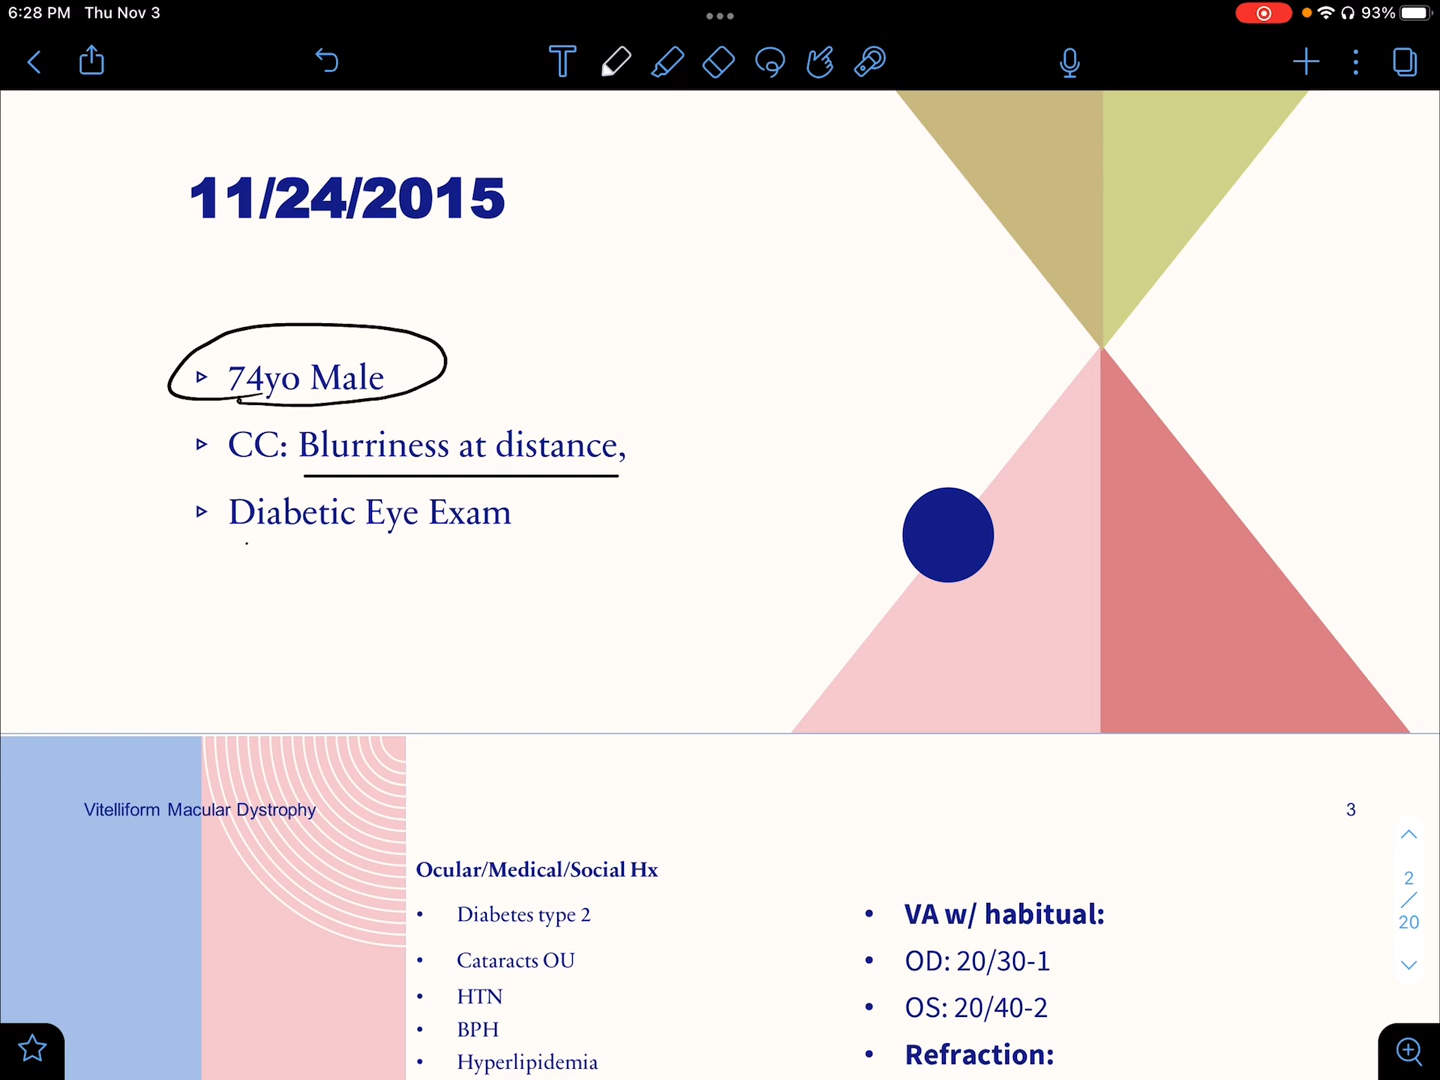 6:28 PM Thu Nov 3
93%
11/24/2015
74yo Male
CC: Blurriness at distance,
Diabetic Eye Exam
Vitelliform Macular Dystrophy
3
Ocular/Medical/Social Hx
Diabetes type 2
Cataracts OU
HTN
BPH
Hyperlipidemia
VA w/ habitual:
OD: 20/30-1
OS: 20/40-2
Refraction:
2
/
20